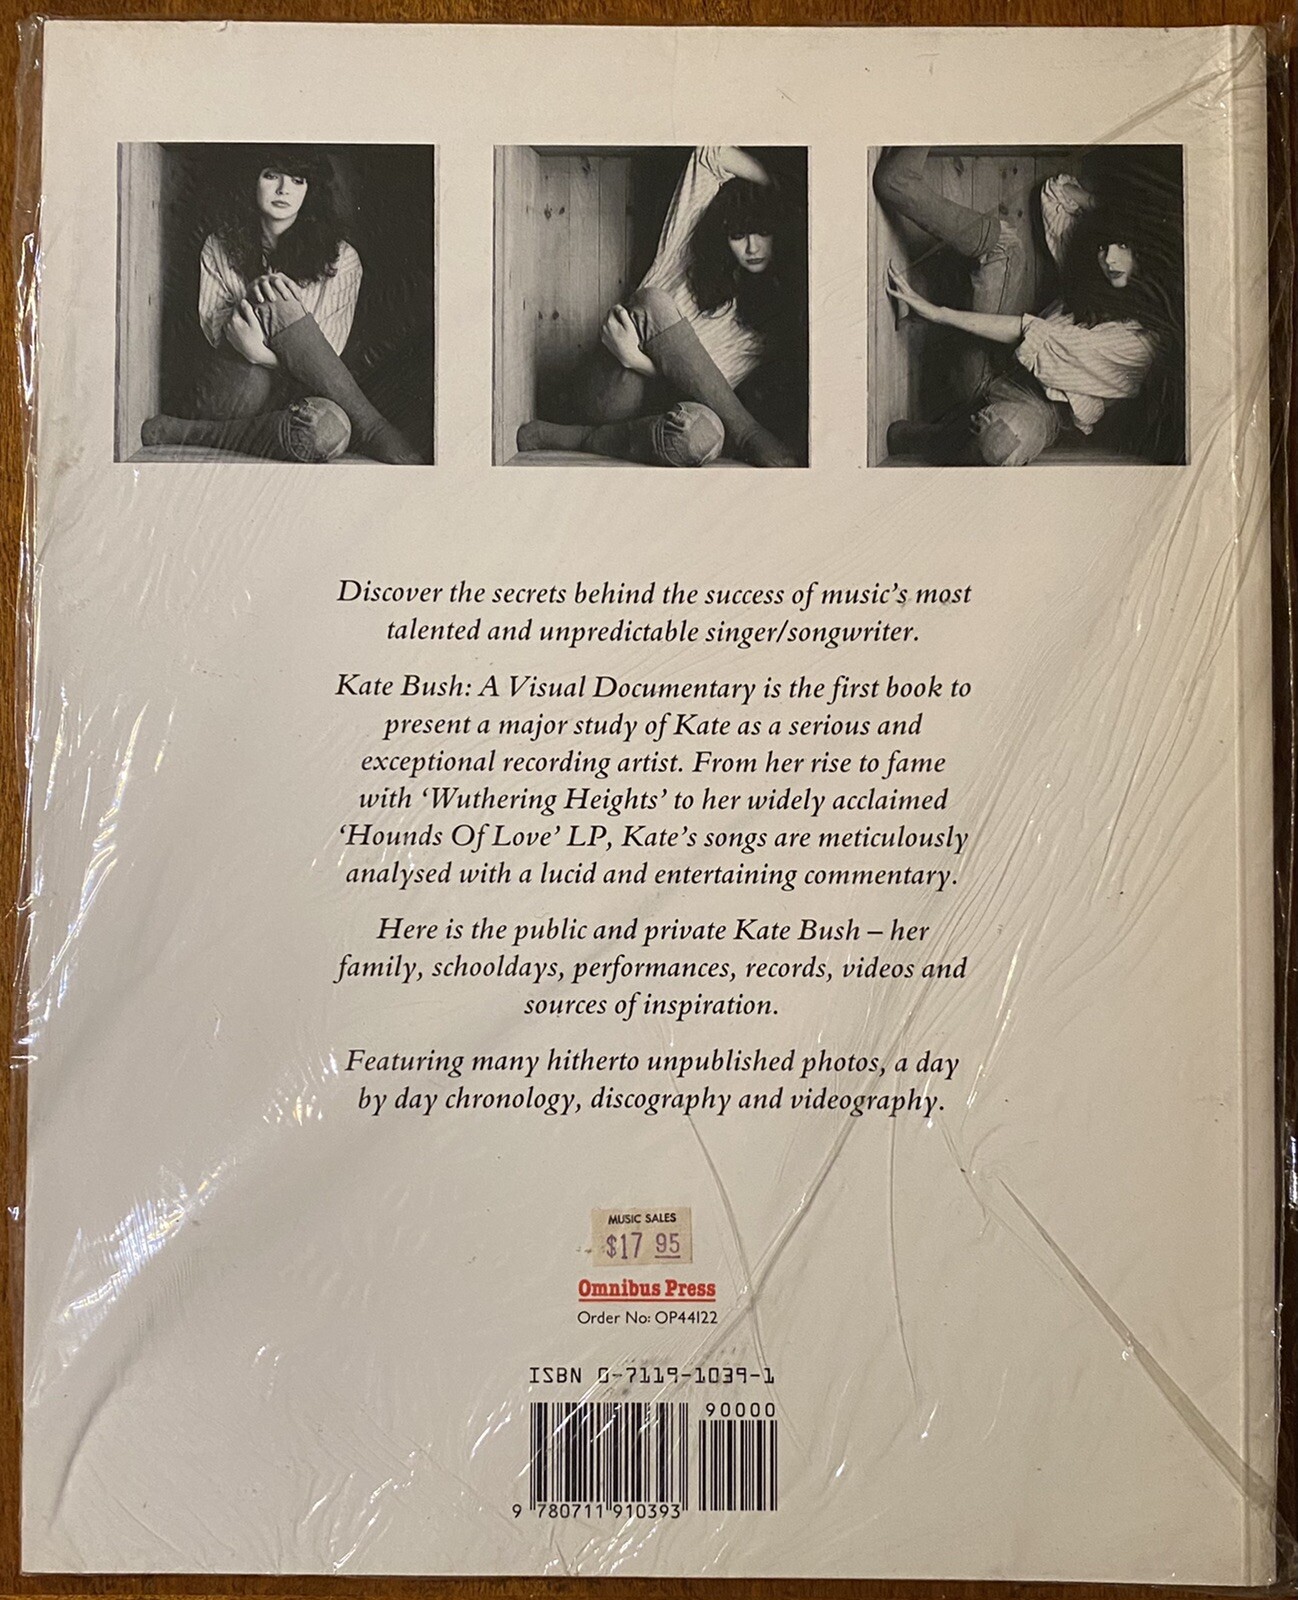 Discover the secrets behind the success of music's most
talented and unpredictable singer/songwriter.
Kate Bush: A Visual Documentary is the first book to
present a major study of Kate as a serious and
exceptional recording artist. From her rise to fame
with ‘Wuthering Heights’ to her widely acclaimed
‘Hounds Of Love’ LP, Kate's songs are meticulously
analysed with a lucid and entertaining commentary.
Here is the public and private Kate Bush – her
family, schooldays, performances, records, videos and
sources of inspiration.
Featuring many hitherto unpublished photos, a day
by day chronology, discography and videography.
MUSIC SALES
$17 95
Omnibus Press
Order No: OP44122
ISBN 0-7119-1039-1
90000
9 780711 910393